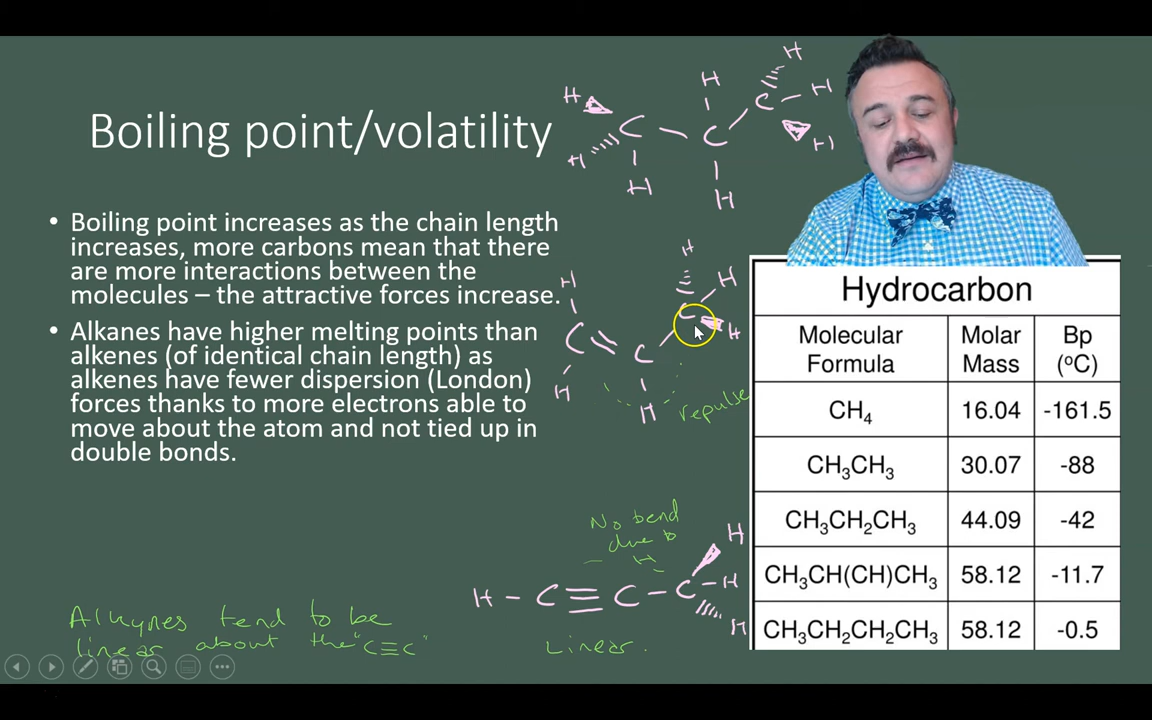 Boiling point/volatility
• Boiling point increases as the chain length
increases, more carbons mean that there
are more interactions between the
molecules – the attractive forces increase.
• Alkanes have higher melting points than
alkenes (of identical chain length) as
alkenes have fewer dispersion (London)
forces thanks to more electrons able to
move about the atom and not tied up in
double bonds.
H H H H
C C C
H H H H
H H H
C C C
H H H
repulse
No bend
due to
H
H
H - C ≡ C - C - H
H
Alkynes tend to be
linear about the "C≡C"
Linear.
Hydrocarbon
Molecular Formula Molar Mass Bp (°C)
CH₄ 16.04 -161.5
CH₃CH₃ 30.07 -88
CH₃CH₂CH₃ 44.09 -42
CH₃CH(CH)CH₃ 58.12 -11.7
CH₃CH₂CH₂CH₃ 58.12 -0.5